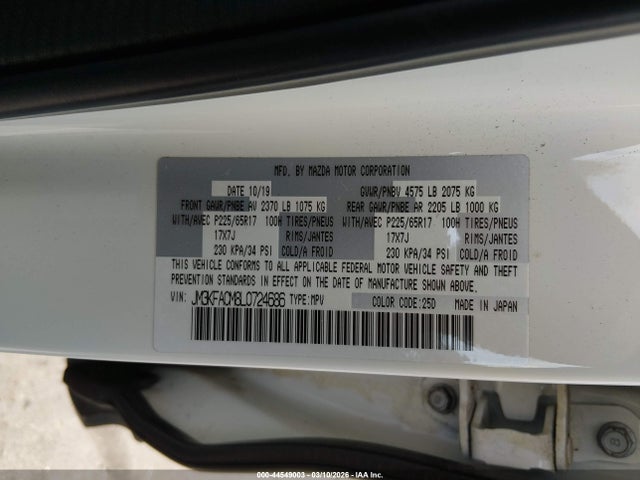 MFD. BY MAZDA MOTOR CORPORATION
DATE 10/19 GVWR/PNBV 4575 LB 2075 KG
FRONT GAWR/PNBE AV 2370 LB 1075 KG REAR GAWR/PNBE AR 2205 LB 1000 KG
WITH/AVEC P225/65R17 100H TIRES/PNEUS WITH/AVEC P225/65R17 100H TIRES/PNEUS
17X7J RIMS/JANTES 17X7J RIMS/JANTES
230 KPA/34 PSI COLD/A FROID 230 KPA/34 PSI COLD/A FROID
THIS VEHICLE CONFORMS TO ALL APPLICABLE FEDERAL MOTOR VEHICLE SAFETY AND THEFT
PREVENTION STANDARDS IN EFFECT ON THE DATE OF MANUFACTURE SHOWN ABOVE.
VIN: JM3KFACM8L0724686 TYPE:MPV COLOR CODE:25D MADE IN JAPAN
8
000-44549003 - 03/10/2026 - IAA Inc.